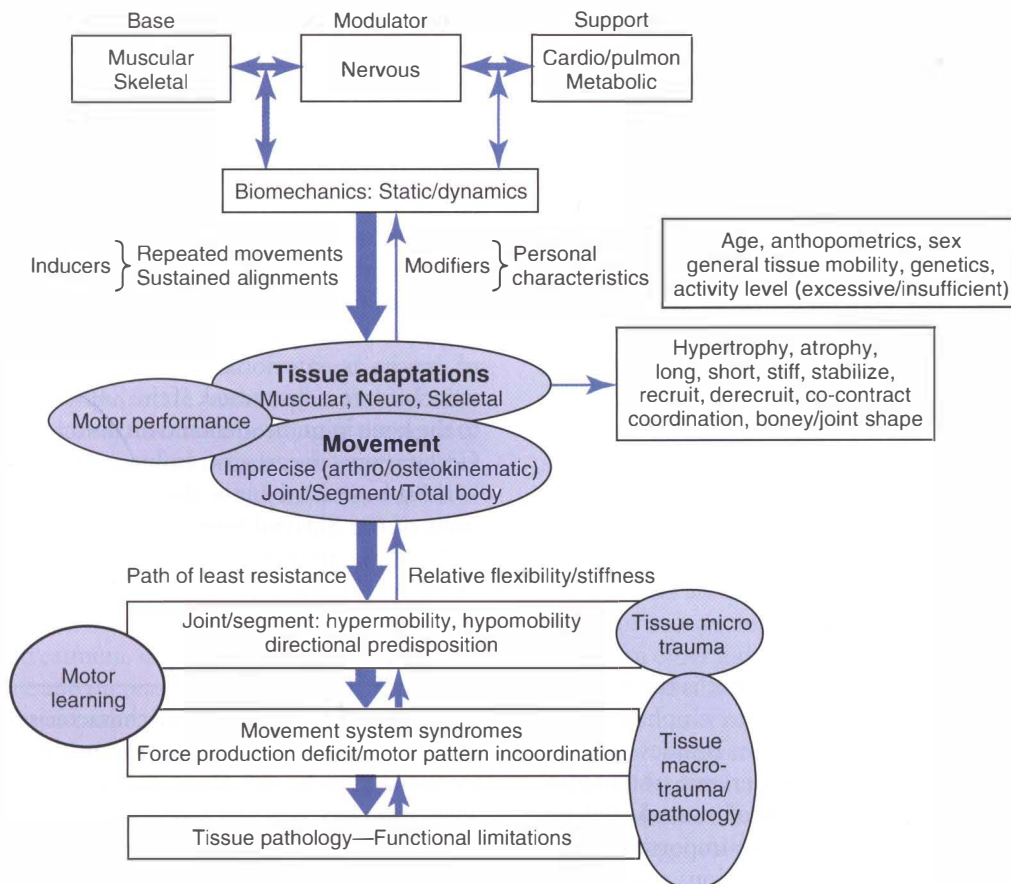 Base
Modulator
Support
Muscular
Skeletal
Nervous
Cardio/pulmon
Metabolic
Biomechanics: Static/dynamics
Inducers
Repeated movements
Sustained alignments
Modifiers
Personal
characteristics
Age, anthopometrics, sex
general tissue mobility, genetics,
activity level (excessive/insufficient)
Tissue adaptations
Muscular, Neuro, Skeletal
Hypertrophy, atrophy,
long, short, stiff, stabilize,
recruit, derecruit, co-contract
coordination, boney/joint shape
Motor performance
Movement
Imprecise (arthro/osteokinematic)
Joint/Segment/Total body
Path of least resistance
Relative flexibility/stiffness
Joint/segment: hypermobility, hypomobility
directional predisposition
Tissue micro
trauma
Motor
learning
Movement system syndromes
Force production deficit/motor pattern incoordination
Tissue
macro-
trauma/
pathology
Tissue pathology—Functional limitations